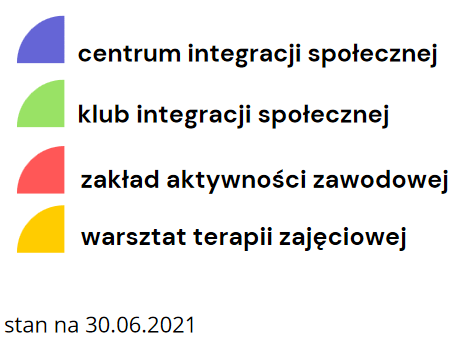 centrum integracji społecznej
klub integracji społecznej
zakład aktywności zawodowej
warsztat terapii zajęciowej
stan na 30.06.2021